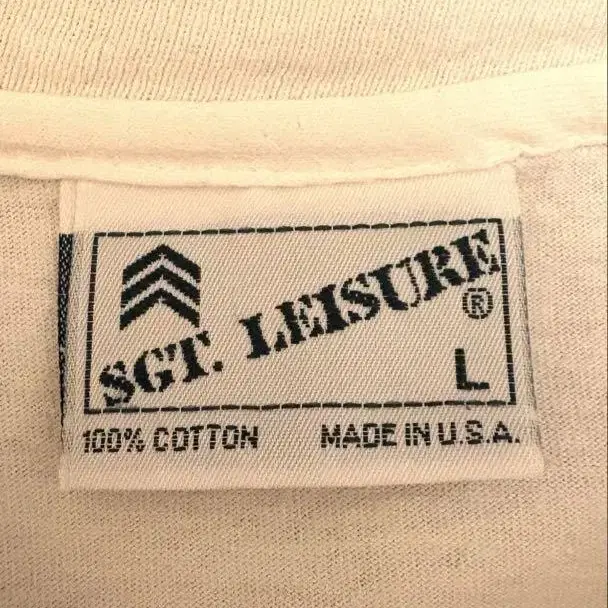 SGT. LEISURE ®
L
100% COTTON MADE IN U.S.A.